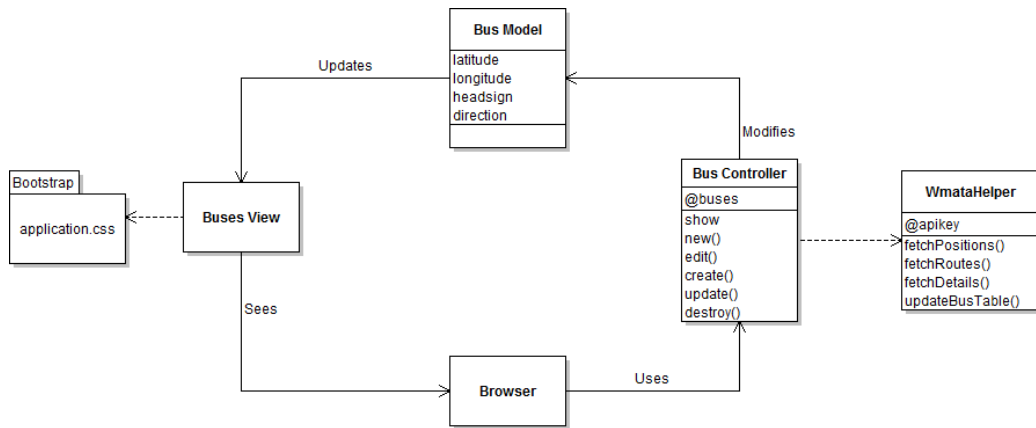 Bus Model
latitude
longitude
headsign
direction
Updates
Modifies
Bootstrap
application.css
Buses View
Bus Controller
@buses
show
new()
edit()
create()
update()
destroy()
WmataHelper
@apikey
fetchPositions()
fetchRoutes()
fetchDetails()
updateBusTable()
Sees
Browser
Uses